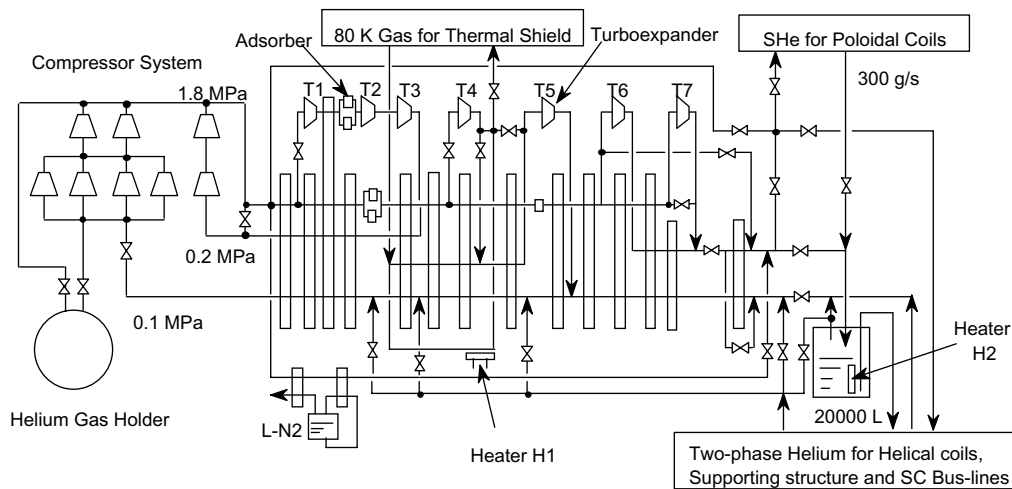 80 K Gas for Thermal Shield
SHe for Poloidal Coils
Adsorber
Turboexpander
Compressor System
300 g/s
1.8 MPa
T1
T2
T3
T4
T5
T6
T7
0.2 MPa
0.1 MPa
Heater
H2
Helium Gas Holder
L-N2
20000 L
Heater H1
Two-phase Helium for Helical coils,
Supporting structure and SC Bus-lines